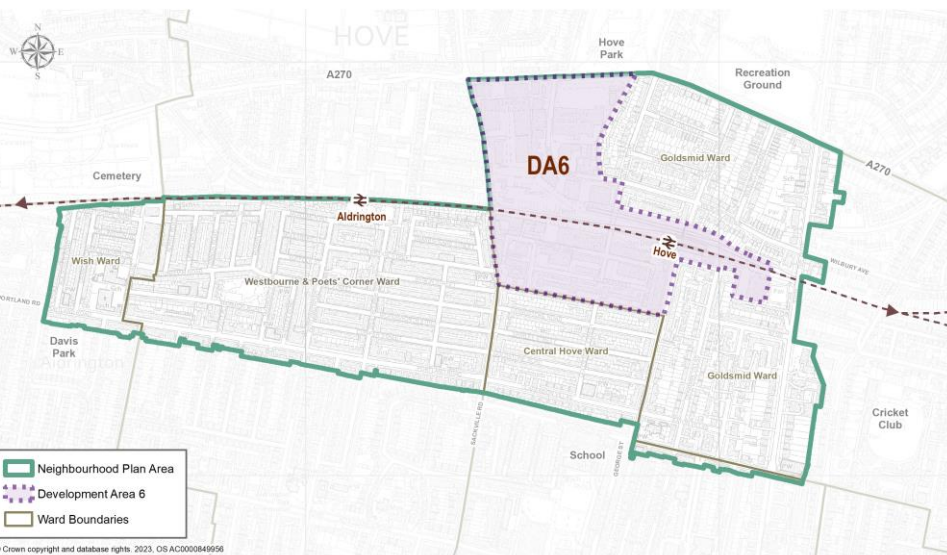 HOVE
N
W
E
S
A270
Hove
Park
Recreation
Ground
DA6
Goldsmid Ward
A270
Cemetery
Aldrington
Hove
Wish Ward
Westbourne & Poets' Corner Ward
WILBURY AVE
PORTLAND RD
Davis
Park
Aldrington
Central Hove Ward
Goldsmid Ward
SACKVILLE RD
School
GEORGE ST
Cricket
Club
Neighbourhood Plan Area
Development Area 6
Ward Boundaries
© Crown copyright and database rights. 2023, OS AC0000849956